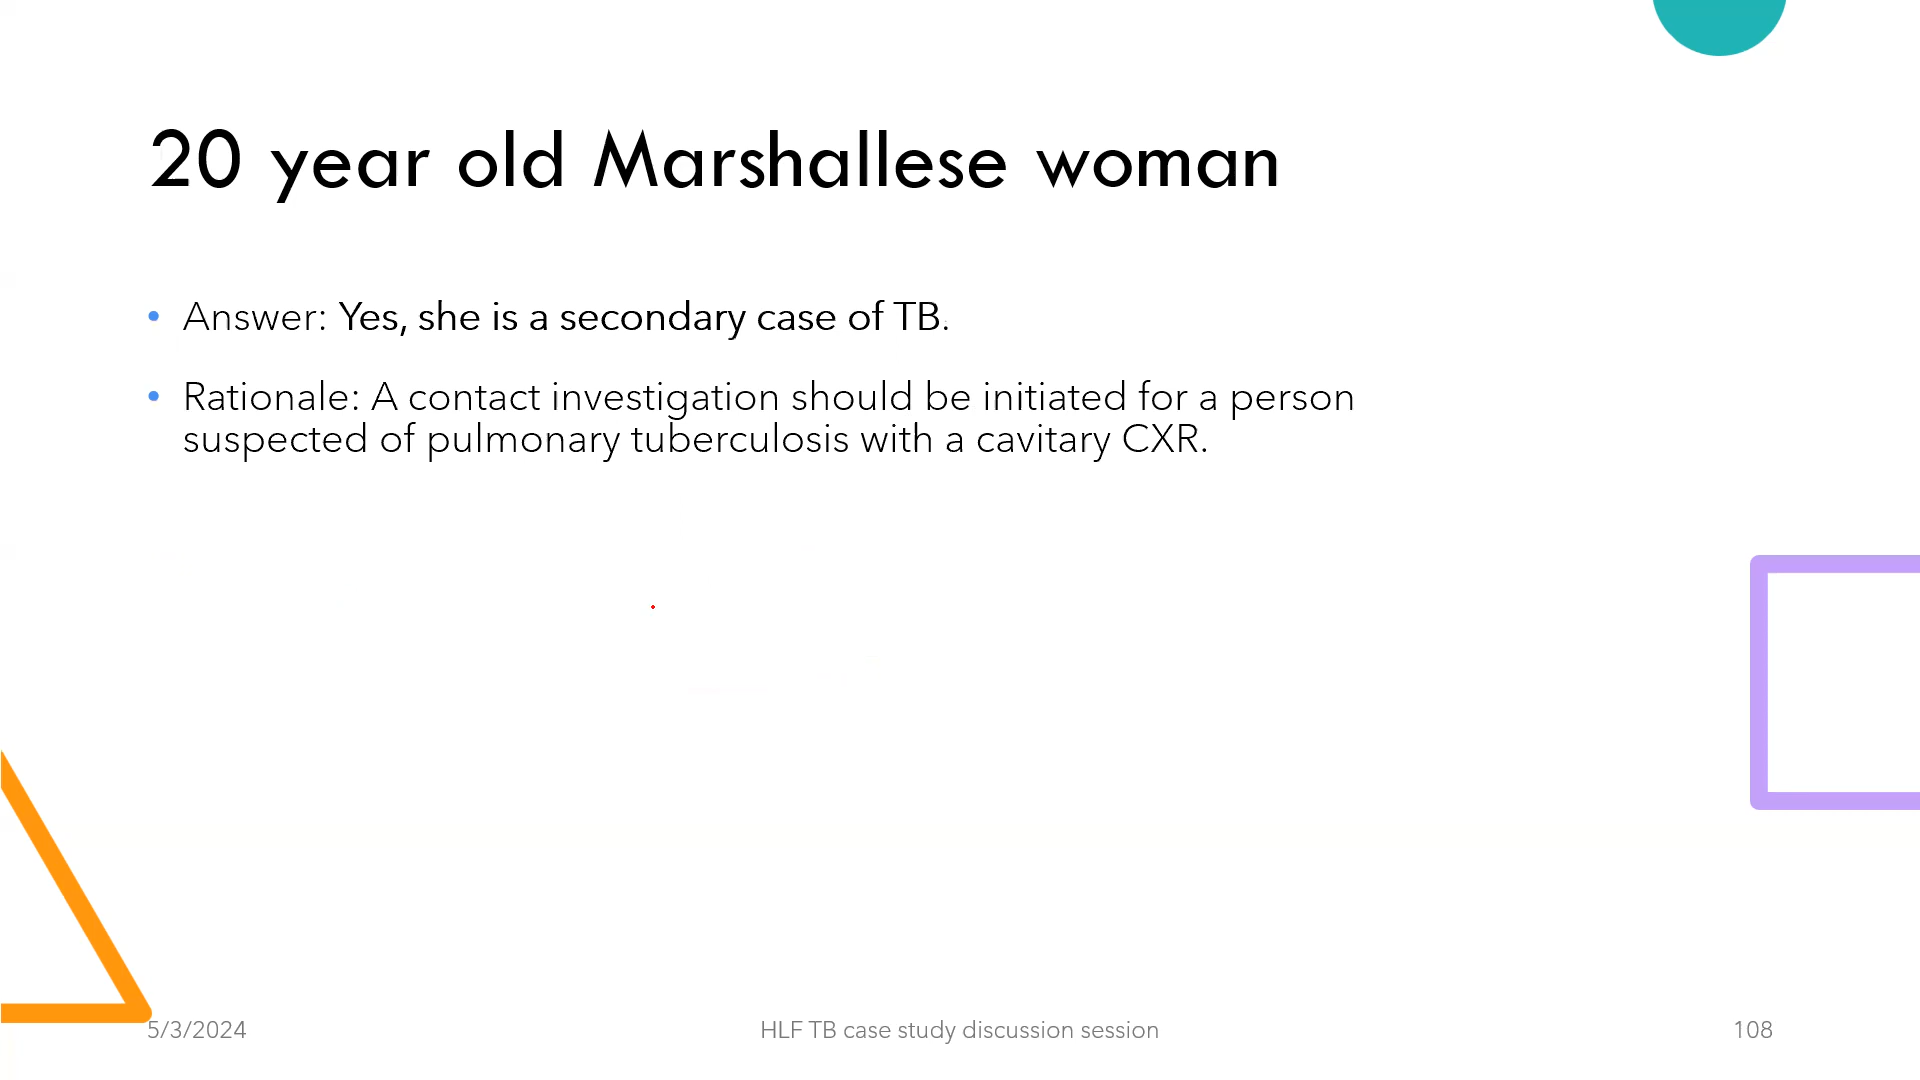 20 year old Marshallese woman
• Answer: Yes, she is a secondary case of TB.
• Rationale: A contact investigation should be initiated for a person
suspected of pulmonary tuberculosis with a cavitary CXR.
5/3/2024
HLF TB case study discussion session
108